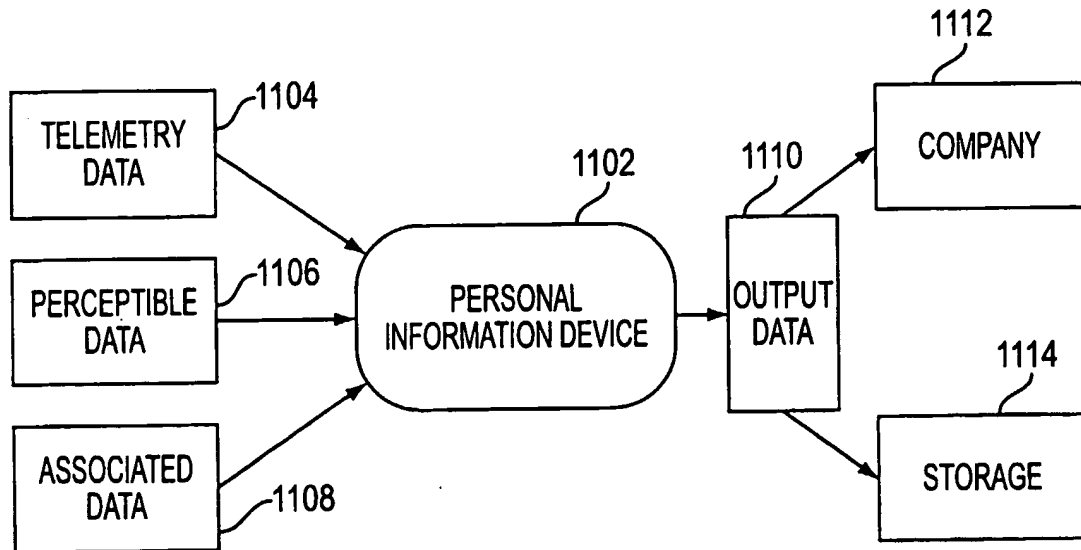 1104
TELEMETRY
DATA
1106
PERCEPTIBLE
DATA
ASSOCIATED
DATA
1108
1102
PERSONAL
INFORMATION DEVICE
1110
OUTPUT
DATA
1112
COMPANY
1114
STORAGE